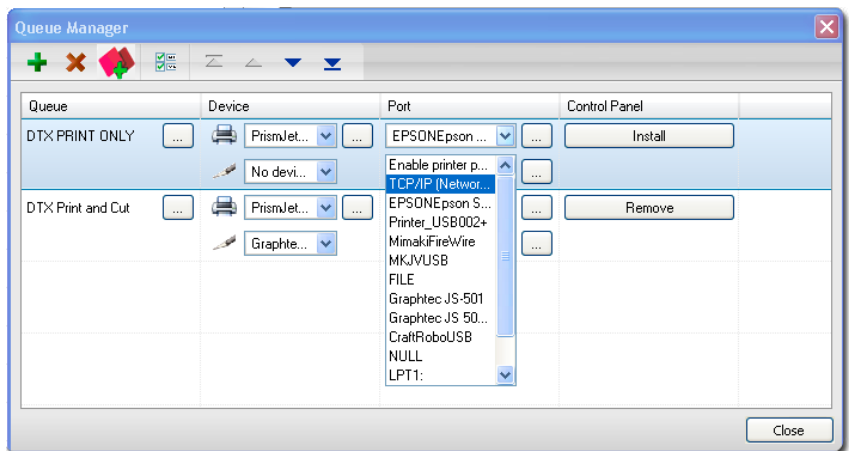 Queue Manager
Queue Device Port Control Panel
DTX PRINT ONLY ... PrismJet... ... EPSONEpson ... ... Install
No devi... ...
Enable printer p...
TCP/IP (Networ...
EPSONEpson S...
Printer_USB002+
MimakiFireWire
MKJVUSB
FILE
Graphtec JS-501
Graphtec JS 50...
CraftRoboUSB
NULL
LPT1:
DTX Print and Cut ... PrismJet... ... ... Remove
Graphte... ...
Close